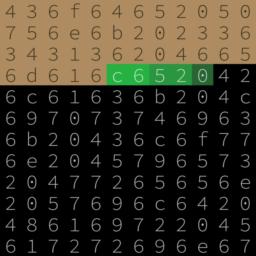 4 3 6 f 6 4 6 5 2 0 5 0
7 5 6 e 6 b 2 0 2 3 3 6
3 4 3 1 3 6 2 0 4 6 6 5
6 d 6 1 6 c 6 5 2 0 4 2
6 c 6 1 6 3 6 b 2 0 4 c
6 9 7 0 7 3 7 4 6 9 6 3
6 b 2 0 4 3 6 c 6 f 7 7
6 e 2 0 4 5 7 9 6 5 7 3
2 0 4 7 7 2 6 5 6 5 6 e
2 0 5 7 6 9 6 c 6 4 2 0
4 8 6 1 6 9 7 2 2 0 4 5
6 1 7 2 7 2 6 9 6 e 6 7